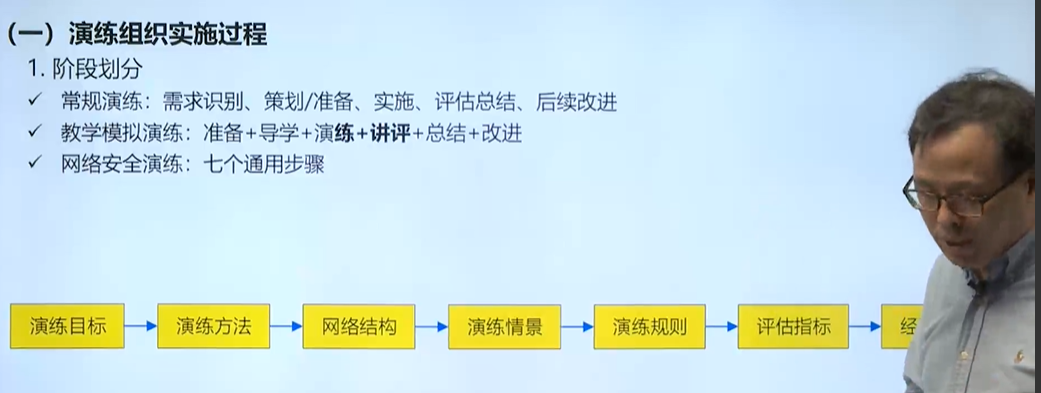 （一）演练组织实施过程
1. 阶段划分
✓ 常规演练：需求识别、策划/准备、实施、评估总结、后续改进
✓ 教学模拟演练：准备+导学+演练+讲评+总结+改进
✓ 网络安全演练：七个通用步骤
演练目标 演练方法 网络结构 演练情景 演练规则 评估指标 经